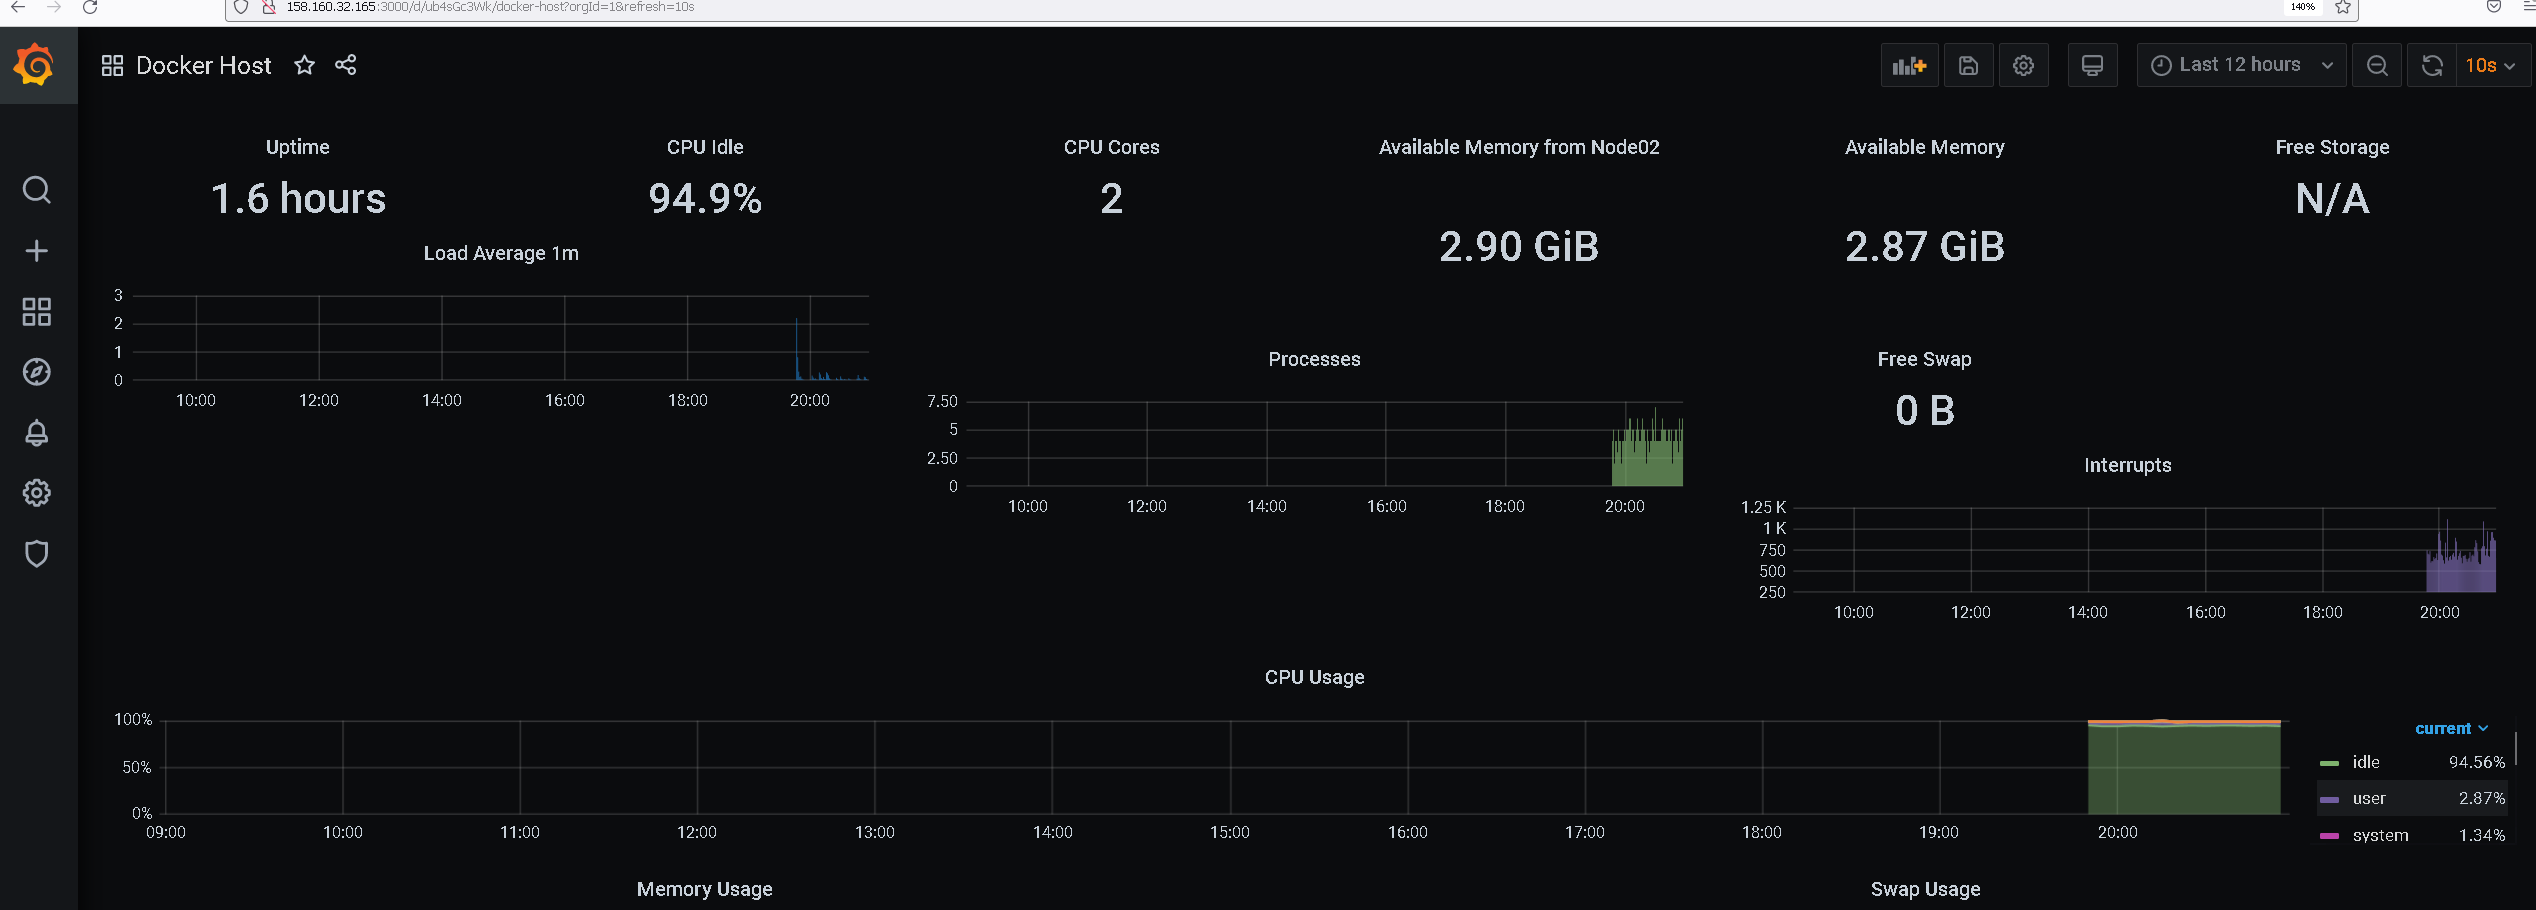 158.160.32.165:3000/d/ub4sGc3Wk/docker-host?orgId=1&refresh=10s
140%
Docker Host
Last 12 hours
10s
Uptime
1.6 hours
CPU Idle
94.9%
CPU Cores
2
Available Memory from Node02
2.90 GiB
Available Memory
2.87 GiB
Free Storage
N/A
Load Average 1m
3
2
1
0
10:00 12:00 14:00 16:00 18:00 20:00
Processes
7.50
5
2.50
0
10:00 12:00 14:00 16:00 18:00 20:00
Free Swap
0 B
Interrupts
1.25 K
1 K
750
500
250
10:00 12:00 14:00 16:00 18:00 20:00
CPU Usage
100%
50%
0%
09:00 10:00 11:00 12:00 13:00 14:00 15:00 16:00 17:00 18:00 19:00 20:00
current
idle 94.56%
user 2.87%
system 1.34%
Memory Usage
Swap Usage